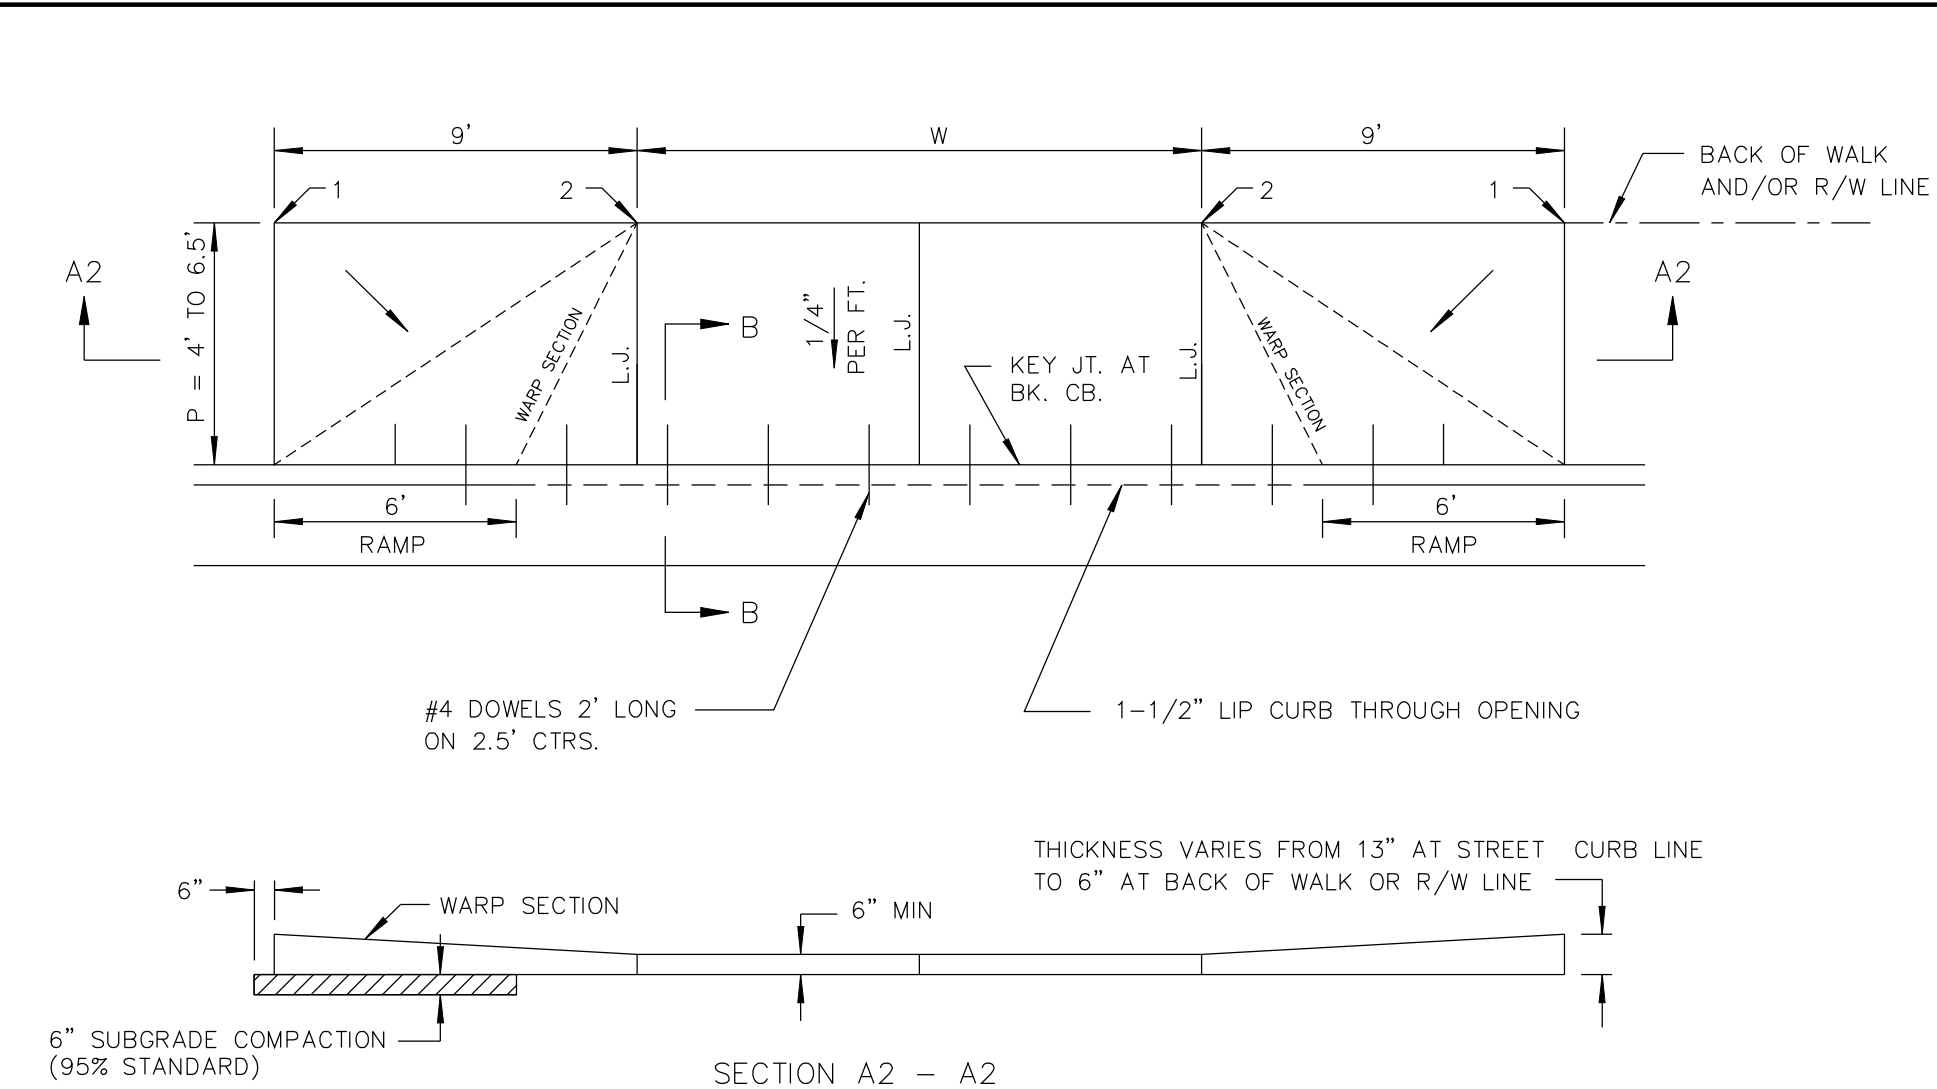 9'
W
9'
BACK OF WALK
AND/OR R/W LINE
1
2
2
1
A2
P = 4' TO 6.5'
WARP SECTION
L.J.
B
1/4"
PER FT.
L.J.
KEY JT. AT
BK. CB.
L.J.
WARP SECTION
A2
6'
RAMP
6'
RAMP
B
#4 DOWELS 2' LONG
ON 2.5' CTRS.
1-1/2" LIP CURB THROUGH OPENING
THICKNESS VARIES FROM 13" AT STREET CURB LINE
TO 6" AT BACK OF WALK OR R/W LINE
6"
WARP SECTION
6" MIN
6" SUBGRADE COMPACTION
(95% STANDARD)
SECTION A2 - A2